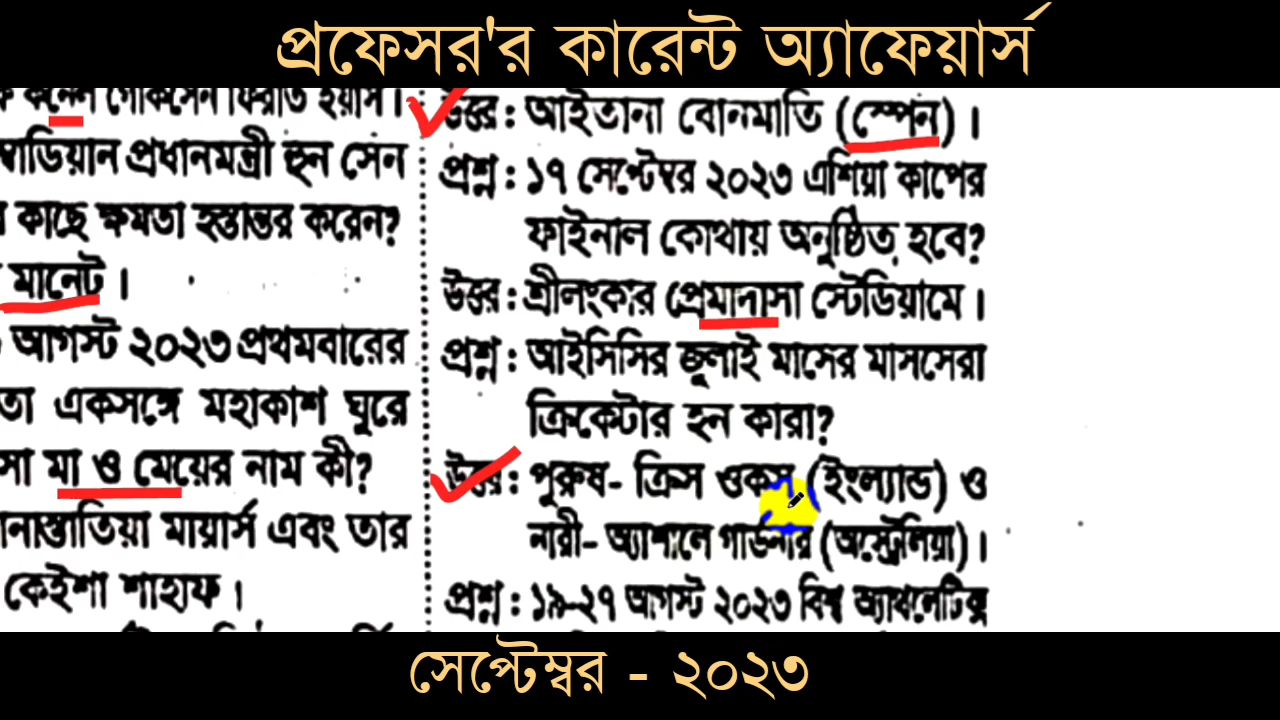 প্রফেসর'র কারেন্ট অ্যাফেয়ার্স
গোকসেন ফিরাত হয়াস।
ম্বোডিয়ান প্রধানমন্ত্রী হুন সেন
কাছে ক্ষমতা হস্তান্তর করেন?
মানেট।
আগস্ট ২০২৩ প্রথমবারের
একসঙ্গে মহাকাশ ঘুরে
মা ও মেয়ের নাম কী?
নাস্তাতিয়া মায়ার্স এবং তার
কেইশা শাহাফ।
উত্তর : আইতানা বোনমাতি (স্পেন)।
প্রশ্ন : ১৭ সেপ্টেম্বর ২০২৩ এশিয়া কাপের
ফাইনাল কোথায় অনুষ্ঠিত হবে?
উত্তর : শ্রীলংকার প্রেমাদাসা স্টেডিয়ামে।
প্রশ্ন : আইসিসির জুলাই মাসের মাসসেরা
ক্রিকেটার হন কারা?
উত্তর : পুরুষ- ক্রিস ওকস (ইংল্যান্ড) ও
নারী- অ্যাশলে গার্ডনার (অস্ট্রেলিয়া)।
প্রশ্ন : ১৯-২৭ আগস্ট ২০২৩ বিশ্ব অ্যাথলেটিক্স
সেপ্টেম্বর - ২০২৩